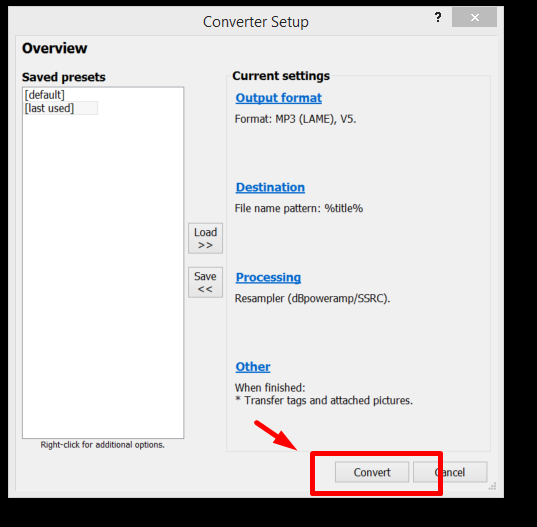 Converter Setup
?
×
Overview
Saved presets
[default]
[last used]
Right-click for additional options.
Load
>>
Save
<<
Current settings
Output format
Format: MP3 (LAME), V5.
Destination
File name pattern: %title%
Processing
Resampler (dBpoweramp/SSRC).
Other
When finished:
* Transfer tags and attached pictures.
Convert
Cancel